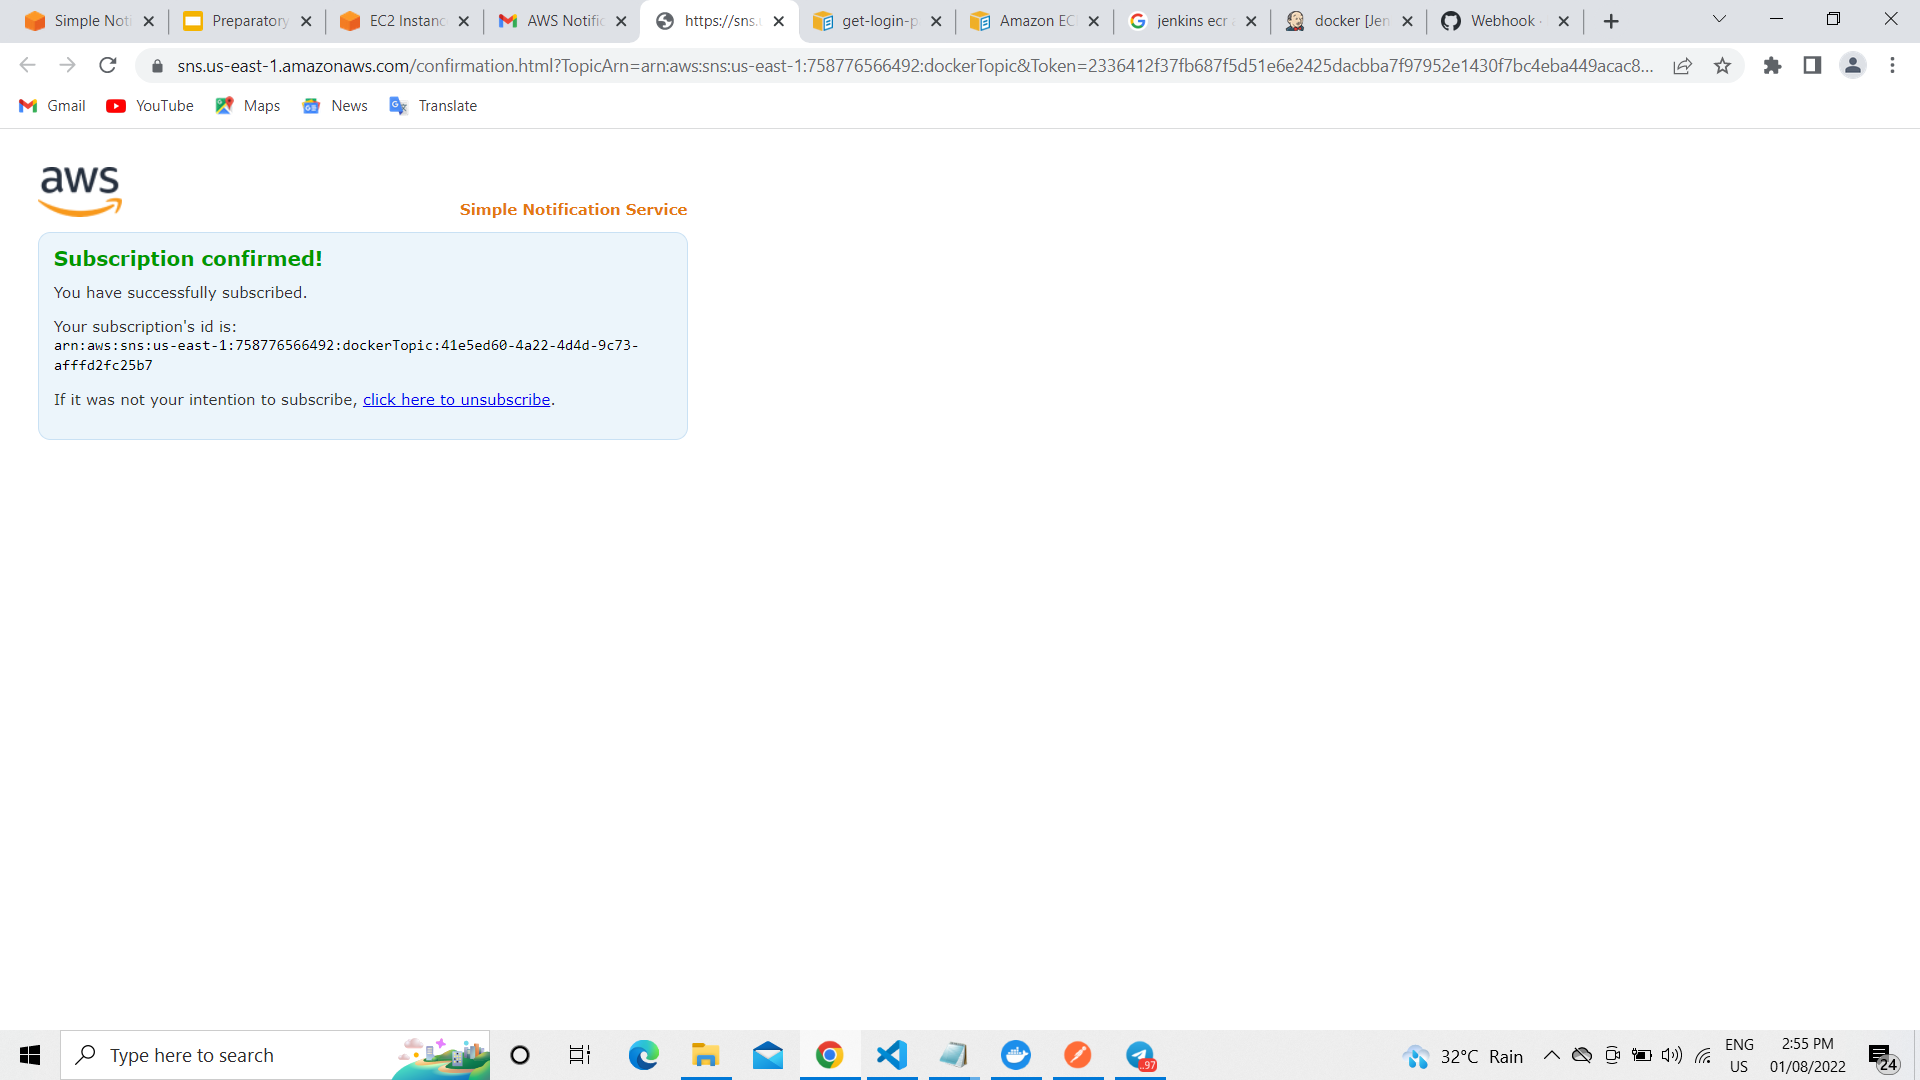 Simple Noti
Preparatory
EC2 Instanc
AWS Notific
https://sns.
get-login-p
Amazon EC
jenkins ecr
docker [Jen
Webhook
sns.us-east-1.amazonaws.com/confirmation.html?TopicArn=arn:aws:sns:us-east-1:758776566492:dockerTopic&Token=2336412f37fb687f5d51e6e2425dacbba7f97952e1430f7bc4eba449acac8...
Gmail
YouTube
Maps
News
Translate
aws
Simple Notification Service
Subscription confirmed!
You have successfully subscribed.
Your subscription's id is:
arn:aws:sns:us-east-1:758776566492:dockerTopic:41e5ed60-4a22-4d4d-9c73-
afffd2fc25b7
If it was not your intention to subscribe, click here to unsubscribe.
Type here to search
..97
32°C Rain
ENG
US
2:55 PM
01/08/2022
24